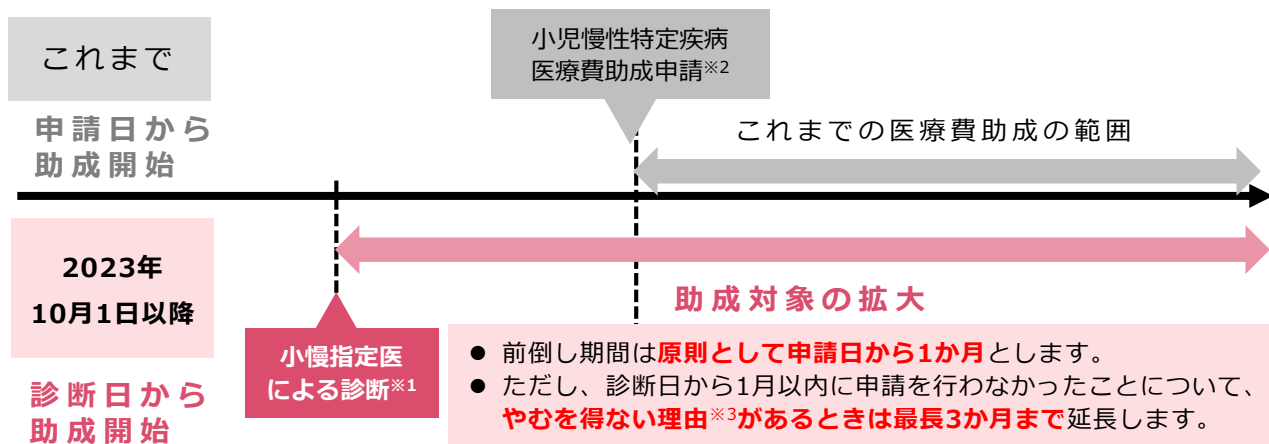 これまで
申請日から
助成開始
小児慢性特定疾病
医療費助成申請※2
これまでの医療費助成の範囲
2023年
10月1日以降
診断日から
助成開始
小慢指定医
による診断※1
助成対象の拡大
● 前倒し期間は原則として申請日から1か月とします。
● ただし、診断日から1月以内に申請を行わなかったことについて、
やむを得ない理由※3があるときは最長3か月まで延長します。